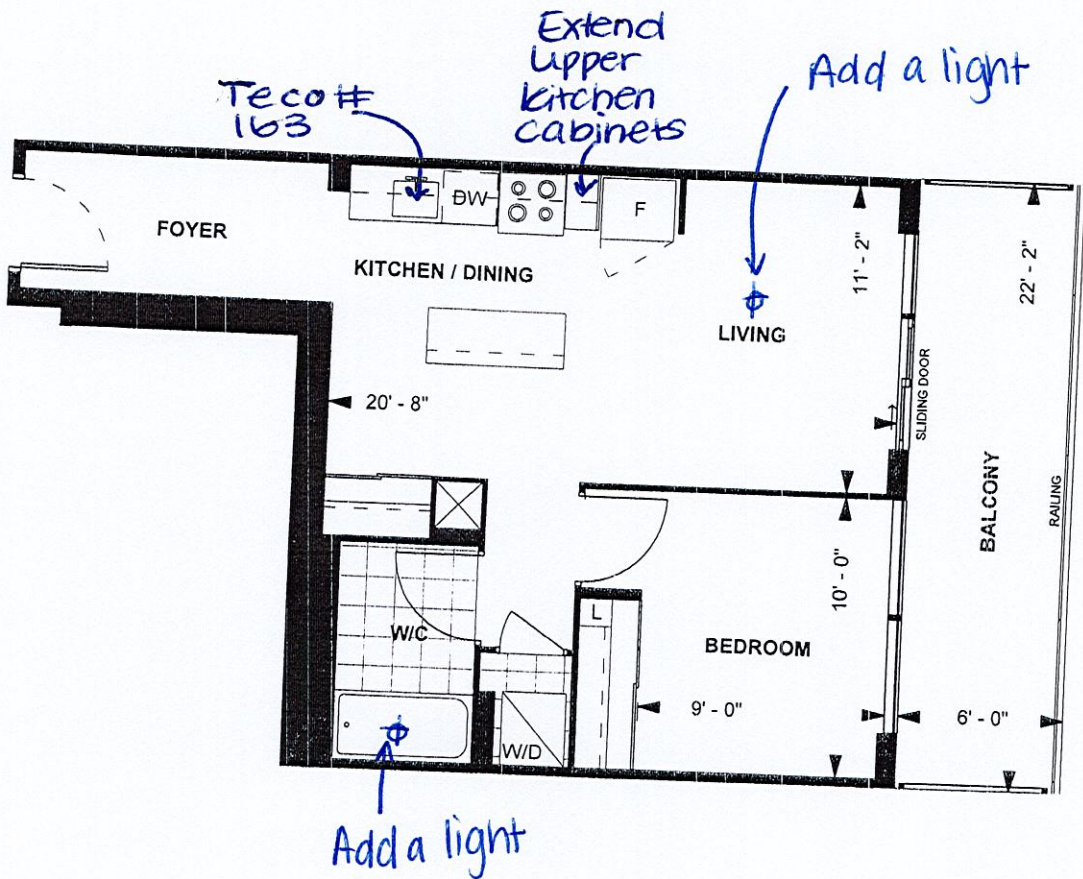 Extend
Upper
kitchen
cabinets
Add a light
Teco#
163
FOYER
DW
F
KITCHEN / DINING
LIVING
11' - 2"
22' - 2"
20' - 8"
SLIDING DOOR
BALCONY
RAILING
10' - 0"
L
W/C
BEDROOM
9' - 0"
6' - 0"
W/D
Add a light